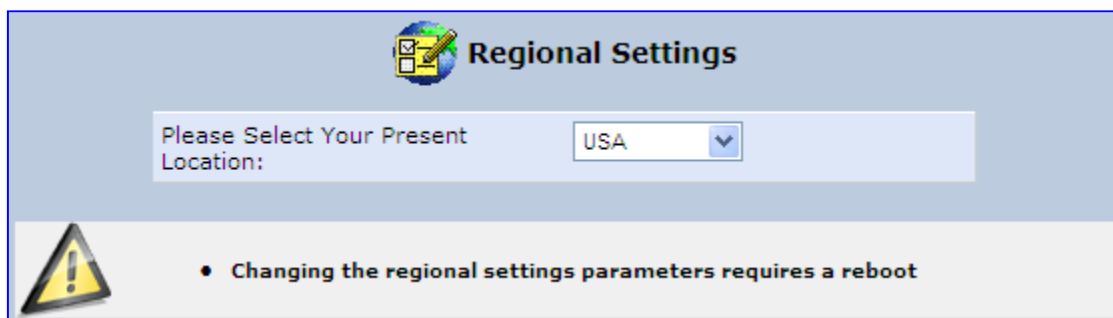 Regional Settings
Please Select Your Present
Location:
USA
• Changing the regional settings parameters requires a reboot